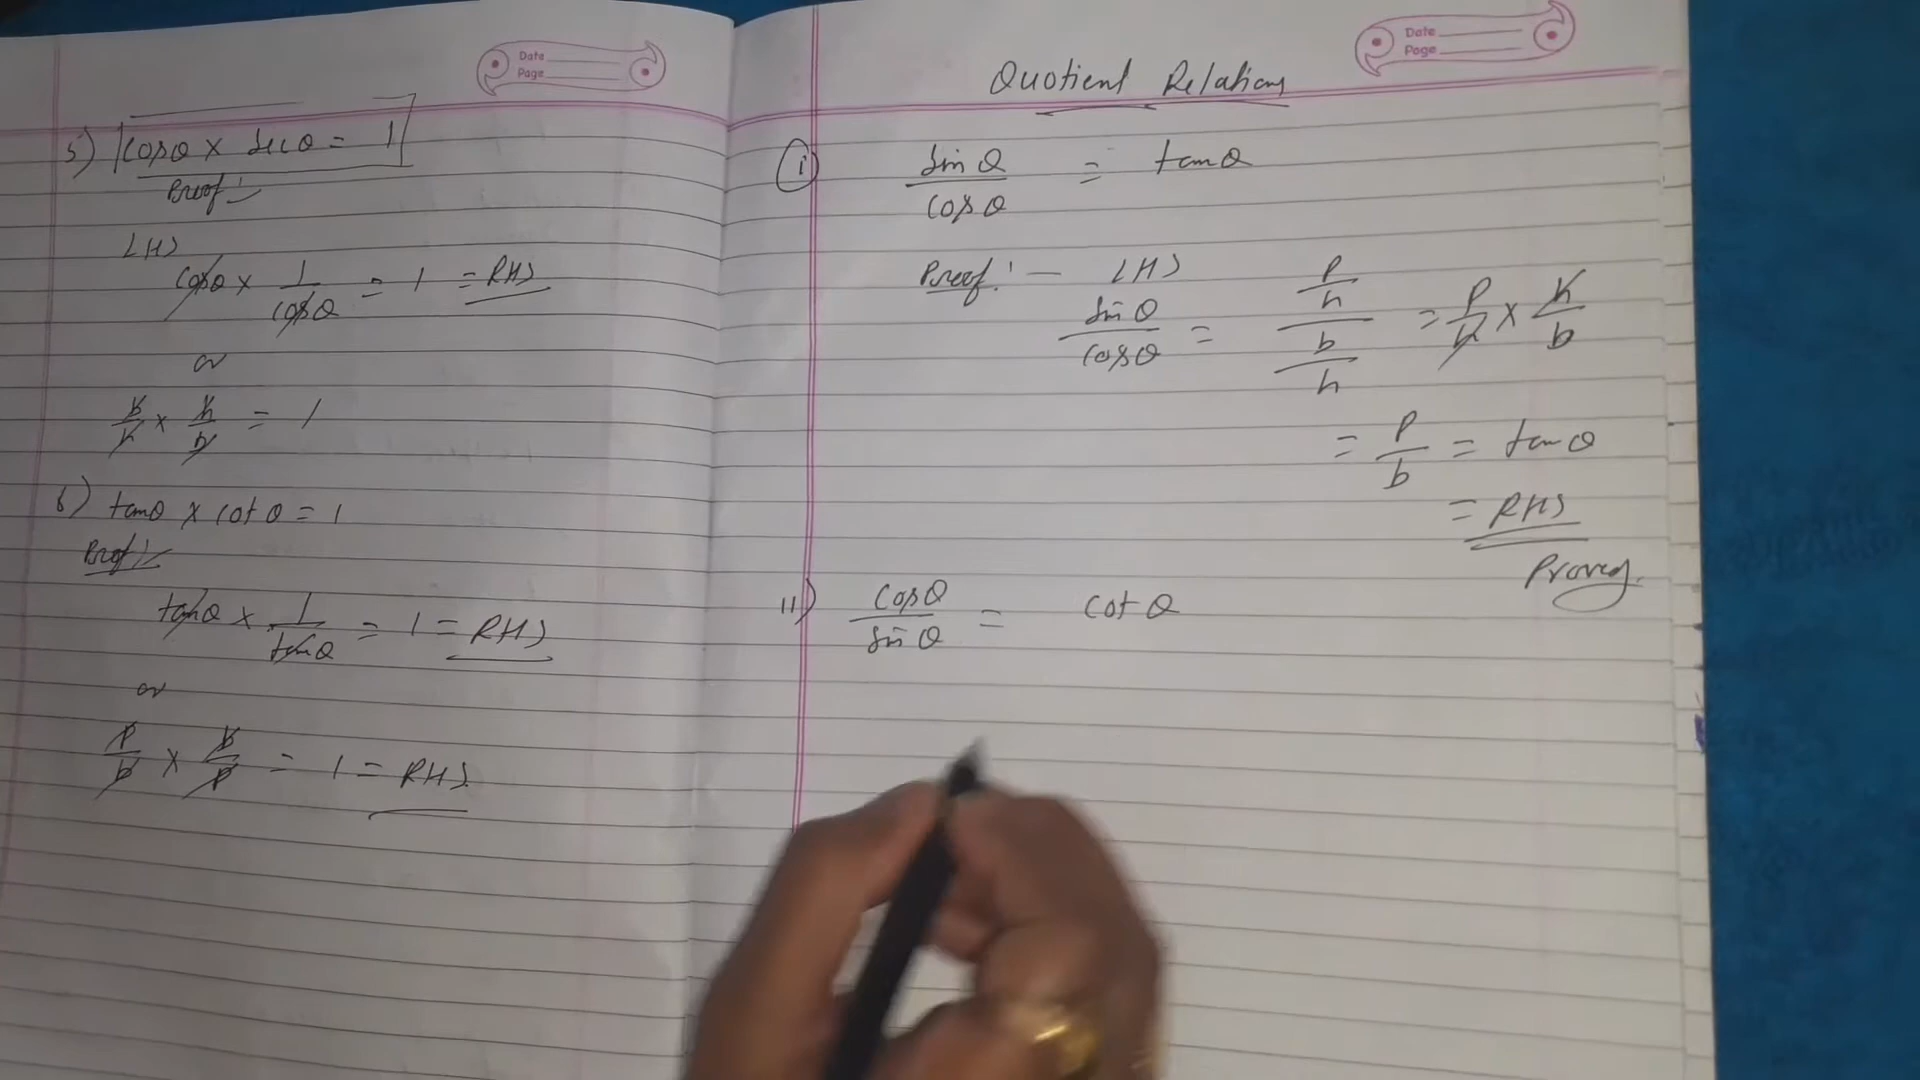 Date
Page
5) cosθ × secθ = 1
Proof:-
LHS
cosθ × 1/cosθ = 1 = RHS
or
b/h × h/b = 1
6) tanθ × cotθ = 1
Proof:-
tanθ × 1/tanθ = 1 = RHS
or
p/b × b/p = 1 = RHS
Date
Page
Quotient Relations
(i) sinθ/cosθ = tanθ
Proof:- LHS
sinθ/cosθ = (p/h)/(b/h) = p/h × h/b
= p/b = tanθ
= RHS
Proved.
ii) cosθ/sinθ = cotθ